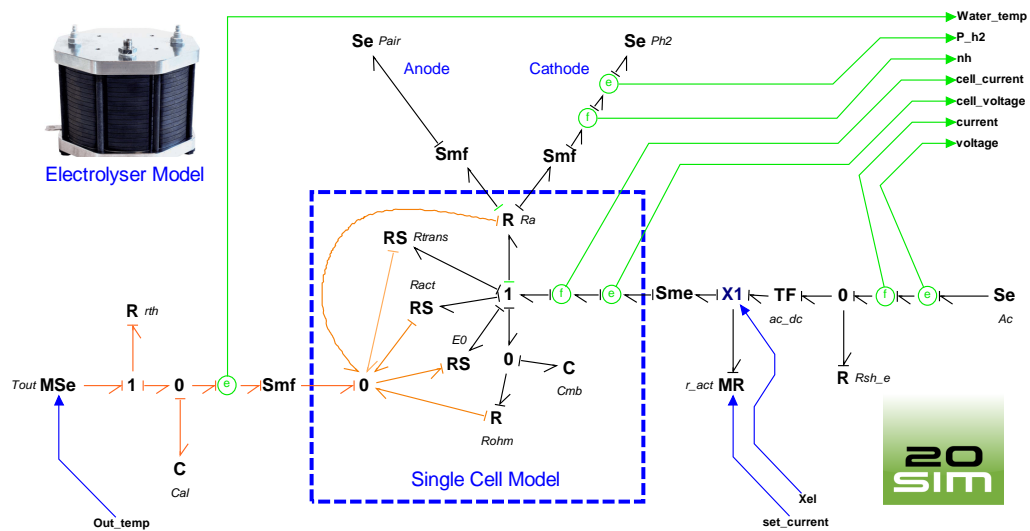 Water_temp
Se Pair
Se Ph2
P_h2
Anode
Cathode
e
nh
cell_current
f
cell_voltage
current
voltage
Smf
Smf
Electrolyser Model
R Ra
RS Rtrans
Ract
RS
1
f
e
Sme
X1
TF
0
f
e
Se
ac_dc
Ac
R rth
E0
RS
0
C
Cmb
Tout MSe
1
0
e
Smf
0
r_act MR
R Rsh_e
R
Rohm
C
Cal
Single Cell Model
20
SIM
Xel
Out_temp
set_current